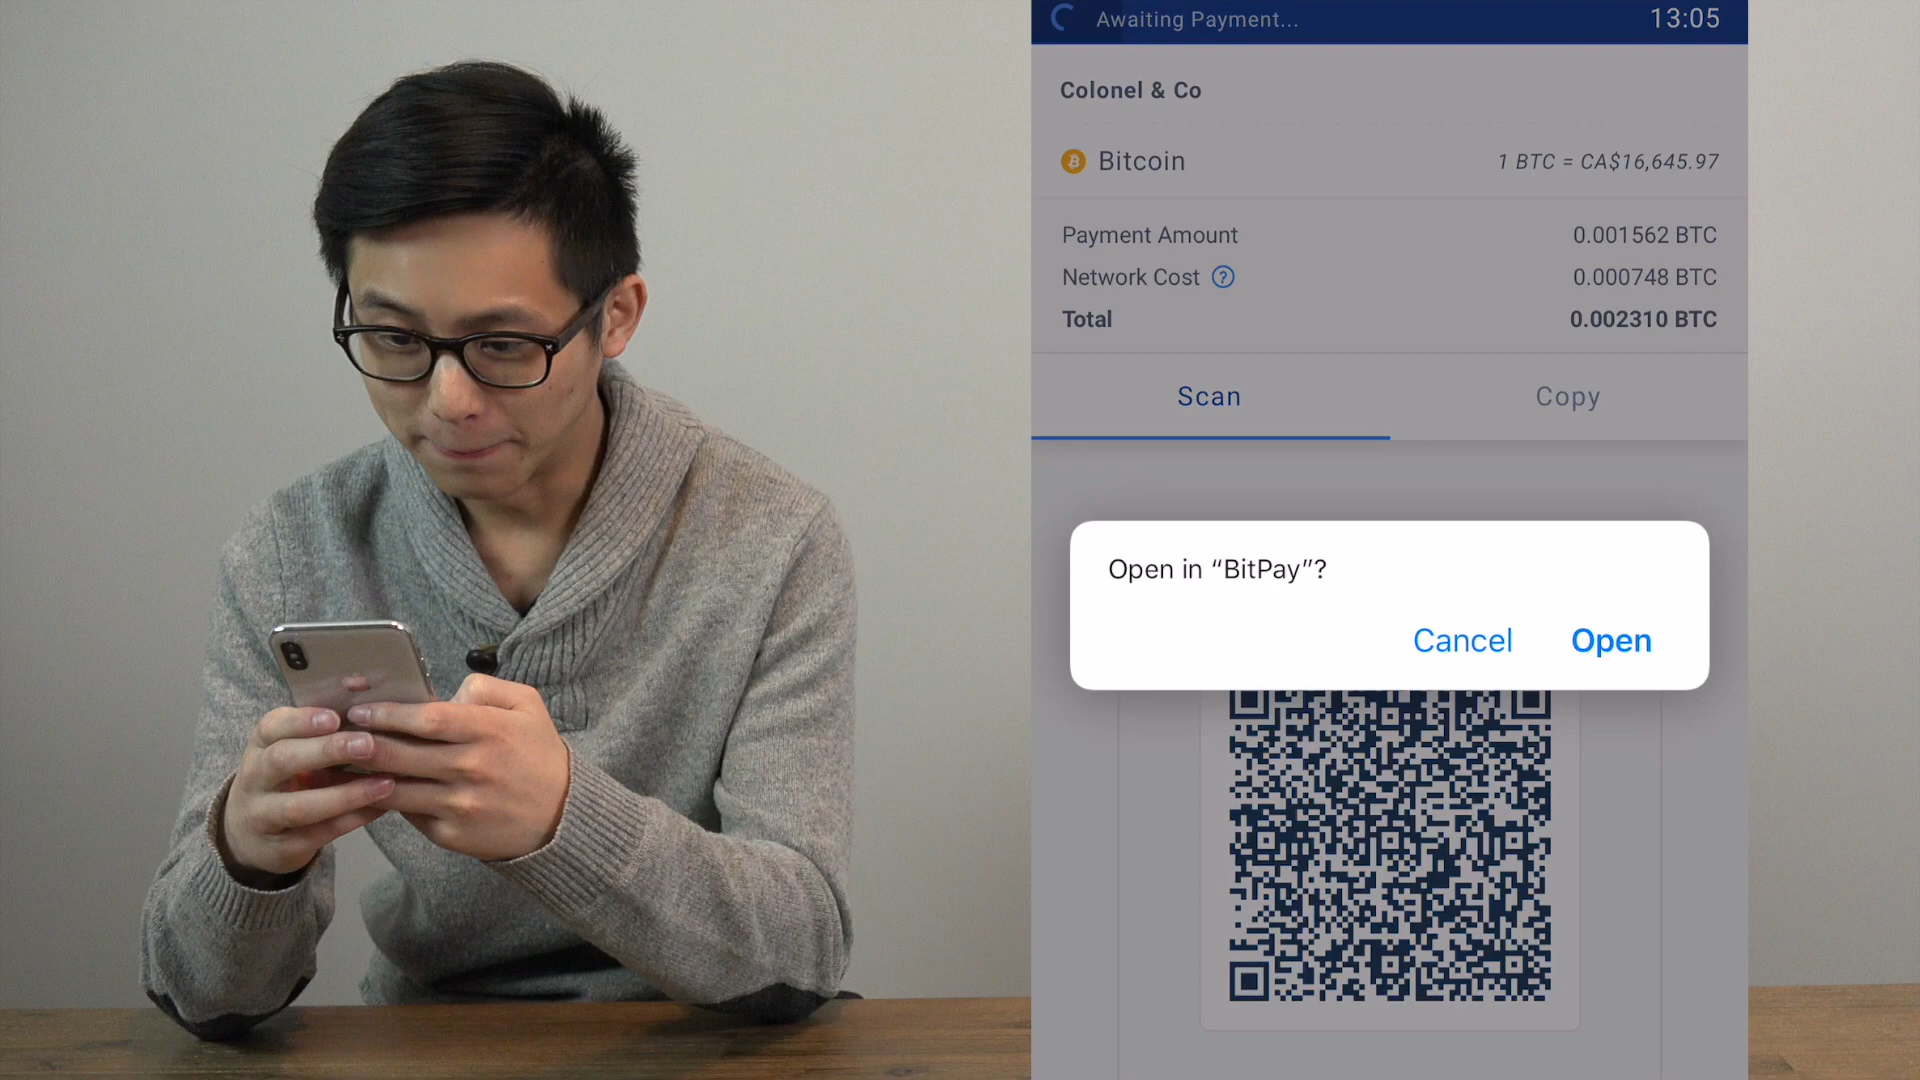 Awaiting Payment... 13:05
Colonel & Co
Bitcoin 1 BTC = CA$16,645.97
Payment Amount 0.001562 BTC
Network Cost ? 0.000748 BTC
Total 0.002310 BTC
Scan Copy
Open in “BitPay”?
Cancel Open